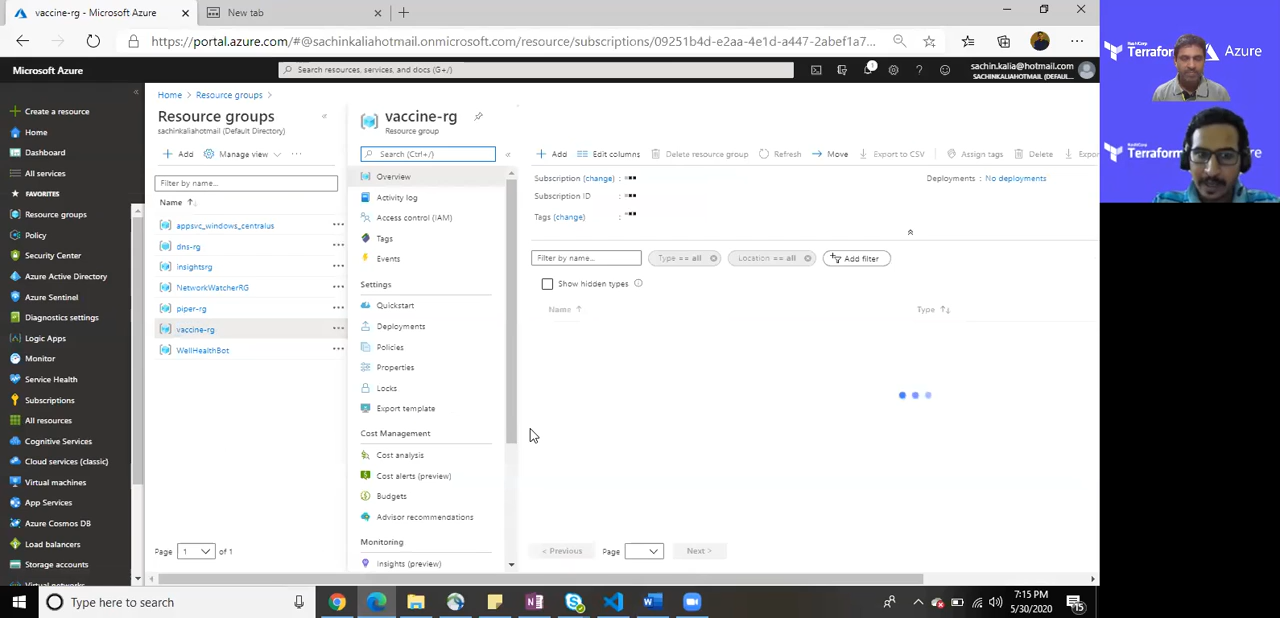 vaccine-rg - Microsoft Azure
New tab
https://portal.azure.com/#@sachinkaliahotmail.onmicrosoft.com/resource/subscriptions/09251b4d-e2aa-4e1d-a447-2abef1a7...
Microsoft Azure
Search resources, services, and docs (G+/)
1
sachin.kalia@hotmail.com
SACHINKALIAHOTMAIL (DEFAUL...
HashiCorp
Terraform
Azure
Terraform
Create a resource
Home
Dashboard
All services
FAVORITES
Resource groups
Policy
Security Center
Azure Active Directory
Azure Sentinel
Diagnostics settings
Logic Apps
Monitor
Service Health
Subscriptions
All resources
Cognitive Services
Cloud services (classic)
Virtual machines
App Services
Azure Cosmos DB
Load balancers
Storage accounts
Virtual networks
Home > Resource groups >
Resource groups
sachinkaliahotmail (Default Directory)
Add
Manage view
Filter by name...
Name
appsvc_windows_centralus
dns-rg
insightsrg
NetworkWatcherRG
piper-rg
vaccine-rg
WellHealthBot
Page 1 of 1
vaccine-rg
Resource group
Search (Ctrl+/)
Overview
Activity log
Access control (IAM)
Tags
Events
Settings
Quickstart
Deployments
Policies
Properties
Locks
Export template
Cost Management
Cost analysis
Cost alerts (preview)
Budgets
Advisor recommendations
Monitoring
Insights (preview)
Add
Edit columns
Delete resource group
Refresh
Move
Export to CSV
Assign tags
Delete
Expor
Subscription (change) :
Deployments : No deployments
Subscription ID :
Tags (change) :
Filter by name...
Type == all
Location == all
Add filter
Show hidden types
Name
Type
< Previous
Page
Next >
Type here to search
7:15 PM
5/30/2020
15